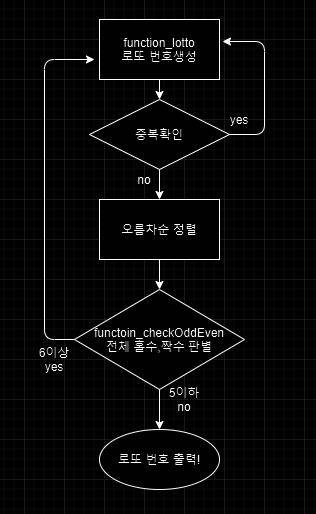 function_lotto
로또 번호생성
yes
중복확인
no
오름차순 정렬
functoin_checkOddEven
전체 홀수,짝수 판별
6이상
yes
5이하
no
로또 번호 출력!